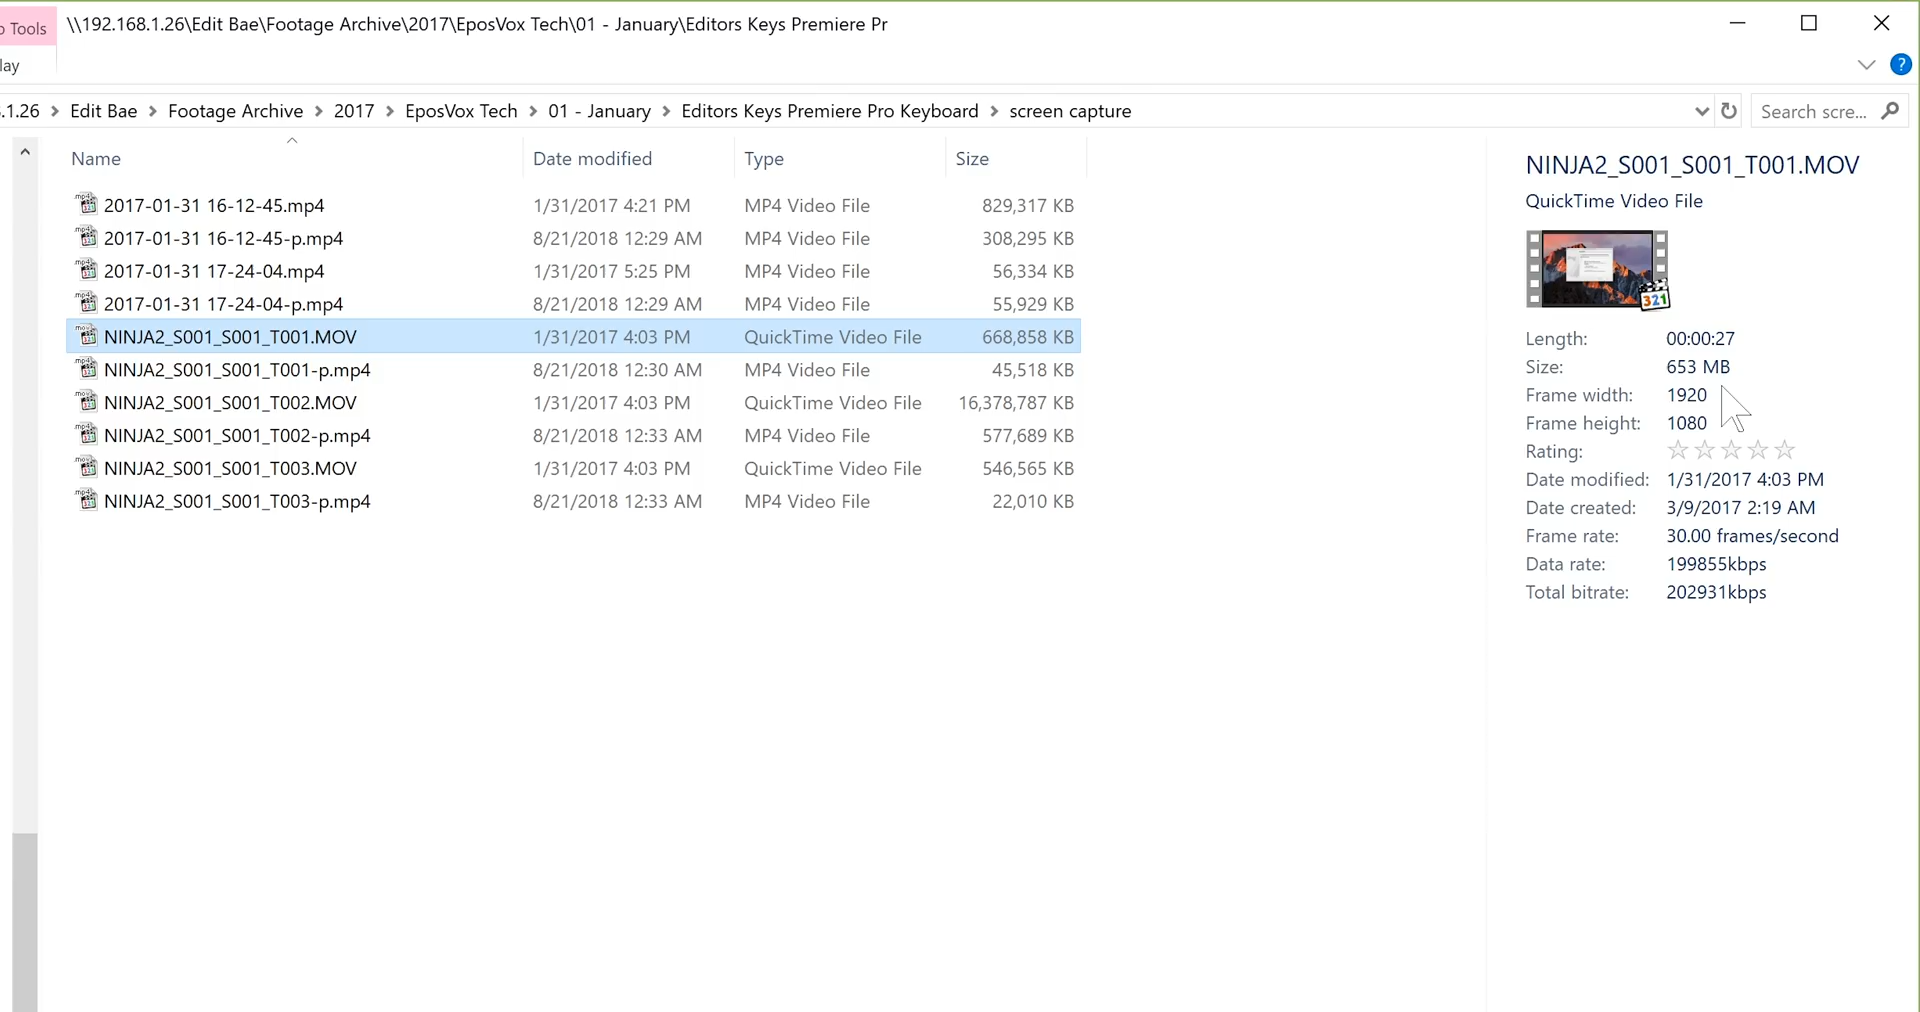 Tools
\\192.168.1.26\Edit Bae\Footage Archive\2017\EposVox Tech\01 - January\Editors Keys Premiere Pr
lay
?
.1.26 > Edit Bae > Footage Archive > 2017 > EposVox Tech > 01 - January > Editors Keys Premiere Pro Keyboard > screen capture
Search scre...
Name Date modified Type Size
2017-01-31 16-12-45.mp4 1/31/2017 4:21 PM MP4 Video File 829,317 KB
2017-01-31 16-12-45-p.mp4 8/21/2018 12:29 AM MP4 Video File 308,295 KB
2017-01-31 17-24-04.mp4 1/31/2017 5:25 PM MP4 Video File 56,334 KB
2017-01-31 17-24-04-p.mp4 8/21/2018 12:29 AM MP4 Video File 55,929 KB
NINJA2_S001_S001_T001.MOV 1/31/2017 4:03 PM QuickTime Video File 668,858 KB
NINJA2_S001_S001_T001-p.mp4 8/21/2018 12:30 AM MP4 Video File 45,518 KB
NINJA2_S001_S001_T002.MOV 1/31/2017 4:03 PM QuickTime Video File 16,378,787 KB
NINJA2_S001_S001_T002-p.mp4 8/21/2018 12:33 AM MP4 Video File 577,689 KB
NINJA2_S001_S001_T003.MOV 1/31/2017 4:03 PM QuickTime Video File 546,565 KB
NINJA2_S001_S001_T003-p.mp4 8/21/2018 12:33 AM MP4 Video File 22,010 KB
NINJA2_S001_S001_T001.MOV
QuickTime Video File
321
Length: 00:00:27
Size: 653 MB
Frame width: 1920
Frame height: 1080
Rating:
Date modified: 1/31/2017 4:03 PM
Date created: 3/9/2017 2:19 AM
Frame rate: 30.00 frames/second
Data rate: 199855kbps
Total bitrate: 202931kbps